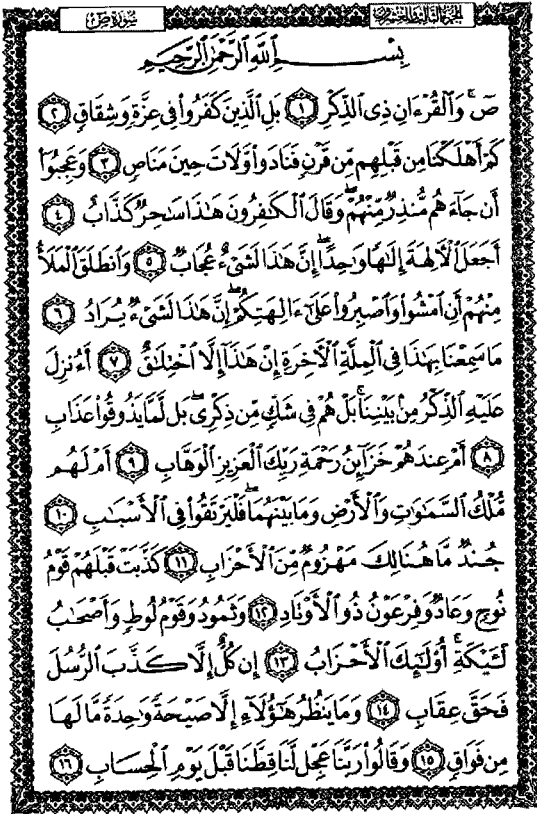 الجزء الثالث والعشرون
سورة ص
بِسْمِ ٱللَّهِ ٱلرَّحْمَٰنِ ٱلرَّحِيمِ
صٓ ۚ وَٱلْقُرْءَانِ ذِى ٱلذِّكْرِ ١ بَلِ ٱلَّذِينَ كَفَرُوا۟ فِى عِزَّةٍ وَشِقَاقٍ ٢
كَمْ أَهْلَكْنَا مِن قَبْلِهِم مِّن قَرْنٍ فَنَادَوا۟ وَّلَاتَ حِينَ مَنَاصٍ ٣ وَعَجِبُوٓا۟
أَن جَآءَهُم مُّنذِرٌ مِّنْهُمْ ۖ وَقَالَ ٱلْكَٰفِرُونَ هَٰذَا سَٰحِرٌ كَذَّابٌ ٤
أَجَعَلَ ٱلْءَالِهَةَ إِلَٰهًا وَٰحِدًا ۖ إِنَّ هَٰذَا لَشَىْءٌ عُجَابٌ ٥ وَٱنطَلَقَ ٱلْمَلَأُ
مِنْهُمْ أَنِ ٱمْشُوا۟ وَٱصْبِرُوا۟ عَلَىٰٓ ءَالِهَتِكُمْ ۖ إِنَّ هَٰذَا لَشَىْءٌ يُرَادُ ٦
مَا سَمِعْنَا بِهَٰذَا فِى ٱلْمِلَّةِ ٱلْءَاخِرَةِ إِنْ هَٰذَآ إِلَّا ٱخْتِلَٰقٌ ٧ أَءُنزِلَ
عَلَيْهِ ٱلذِّكْرُ مِنۢ بَيْنِنَا ۚ بَلْ هُمْ فِى شَكٍّ مِّن ذِكْرِى ۖ بَل لَّمَّا يَذُوقُوا۟ عَذَابِ
٨ أَمْ عِندَهُمْ خَزَآئِنُ رَحْمَةِ رَبِّكَ ٱلْعَزِيزِ ٱلْوَهَّابِ ٩ أَمْ لَهُم
مُّلْكُ ٱلسَّمَٰوَٰتِ وَٱلْأَرْضِ وَمَا بَيْنَهُمَا ۖ فَلْيَرْتَقُوا۟ فِى ٱلْأَسْبَٰبِ ١٠
جُندٌ مَّا هُنَالِكَ مَهْزُومٌ مِّنَ ٱلْأَحْزَابِ ١١ كَذَّبَتْ قَبْلَهُمْ قَوْمُ
نُوحٍ وَعَادٌ وَفِرْعَوْنُ ذُو ٱلْأَوْتَادِ ١٢ وَثَمُودُ وَقَوْمُ لُوطٍ وَأَصْحَٰبُ
لْـَٔيْكَةِ ۚ أُو۟لَٰٓئِكَ ٱلْأَحْزَابُ ١٣ إِن كُلٌّ إِلَّا كَذَّبَ ٱلرُّسُلَ
فَحَقَّ عِقَابِ ١٤ وَمَا يَنظُرُ هَٰٓؤُلَآءِ إِلَّا صَيْحَةً وَٰحِدَةً مَّا لَهَا
مِن فَوَاقٍ ١٥ وَقَالُوا۟ رَبَّنَا عَجِّل لَّنَا قِطَّنَا قَبْلَ يَوْمِ ٱلْحِسَابِ ١٦